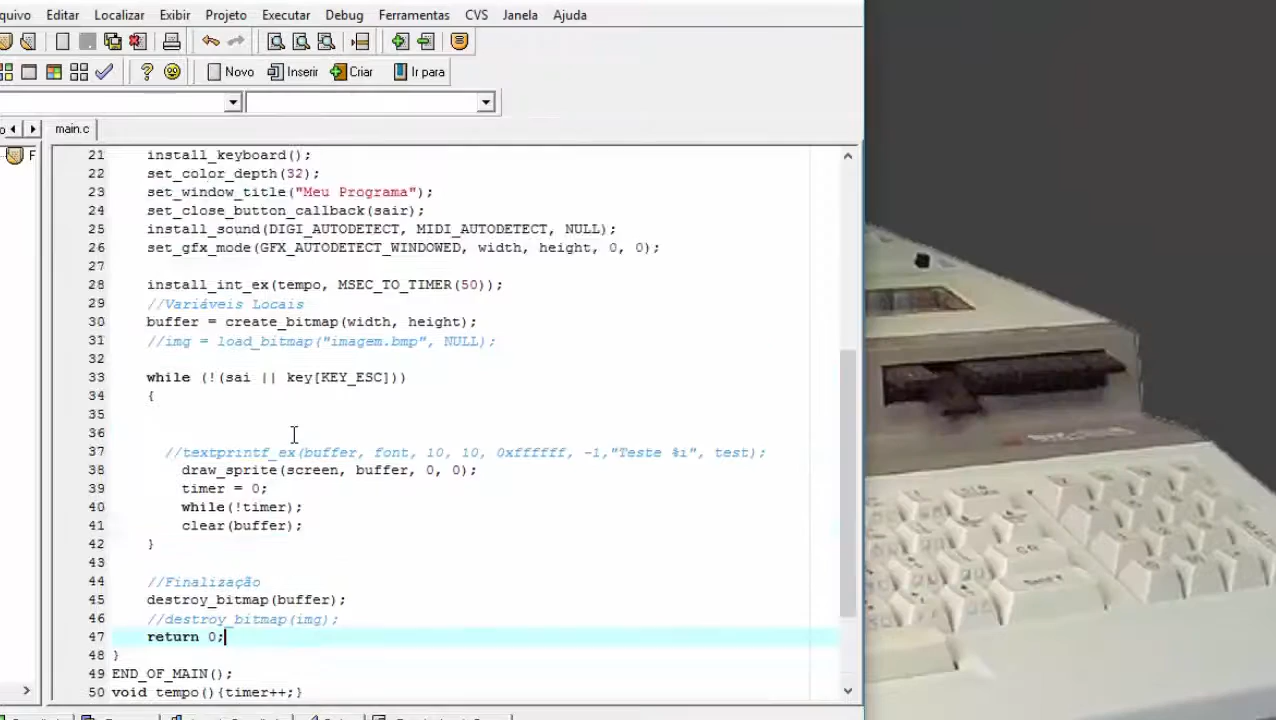 quivo Editar Localizar Exibir Projeto Executar Debug Ferramentas CVS Janela Ajuda
Novo Inserir Criar Ir para
main.c
F
21 install_keyboard();
22 set_color_depth(32);
23 set_window_title("Meu Programa");
24 set_close_button_callback(sair);
25 install_sound(DIGI_AUTODETECT, MIDI_AUTODETECT, NULL);
26 set_gfx_mode(GFX_AUTODETECT_WINDOWED, width, height, 0, 0);
27
28 install_int_ex(tempo, MSEC_TO_TIMER(50));
29 //Variáveis Locais
30 buffer = create_bitmap(width, height);
31 //img = load_bitmap("imagem.bmp", NULL);
32
33 while (!(sai || key[KEY_ESC]))
34 {
35
36
37 //textprintf_ex(buffer, font, 10, 10, 0xffffff, -1,"Teste %i", test);
38 draw_sprite(screen, buffer, 0, 0);
39 timer = 0;
40 while(!timer);
41 clear(buffer);
42 }
43
44 //Finalização
45 destroy_bitmap(buffer);
46 //destroy_bitmap(img);
47 return 0;
48 }
49 END_OF_MAIN();
50 void tempo(){timer++;}